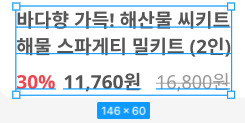 바다향 가득! 해산물 씨키트
해물 스파게티 밀키트 (2인)
30% 11,760원 16,800원
146 × 60